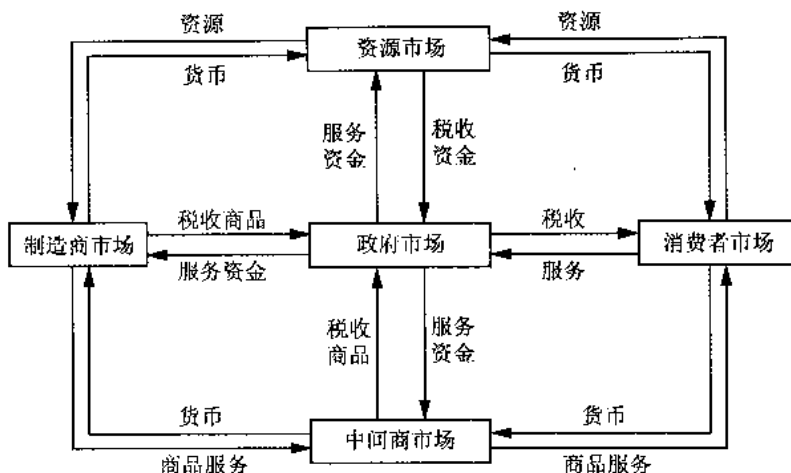 资源
资源
资源市场
货币
货币
服务
资金
税收
资金
税收商品
税收
制造商市场
政府市场
消费者市场
服务资金
服务
税收
商品
服务
资金
货币
货币
中间商市场
商品服务
商品服务